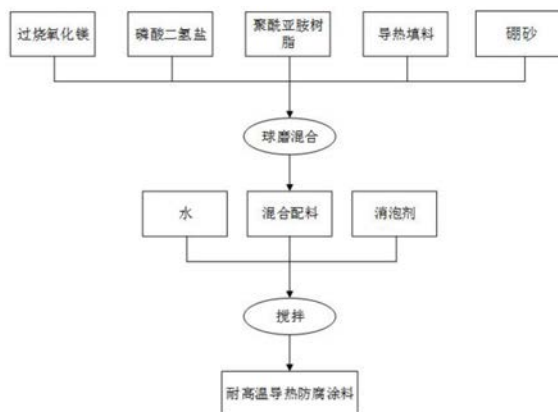 过烧氧化镁
磷酸二氢盐
聚酰亚胺树
脂
导热填料
硼砂
球磨混合
水
混合配料
消泡剂
搅拌
耐高温导热防腐涂料